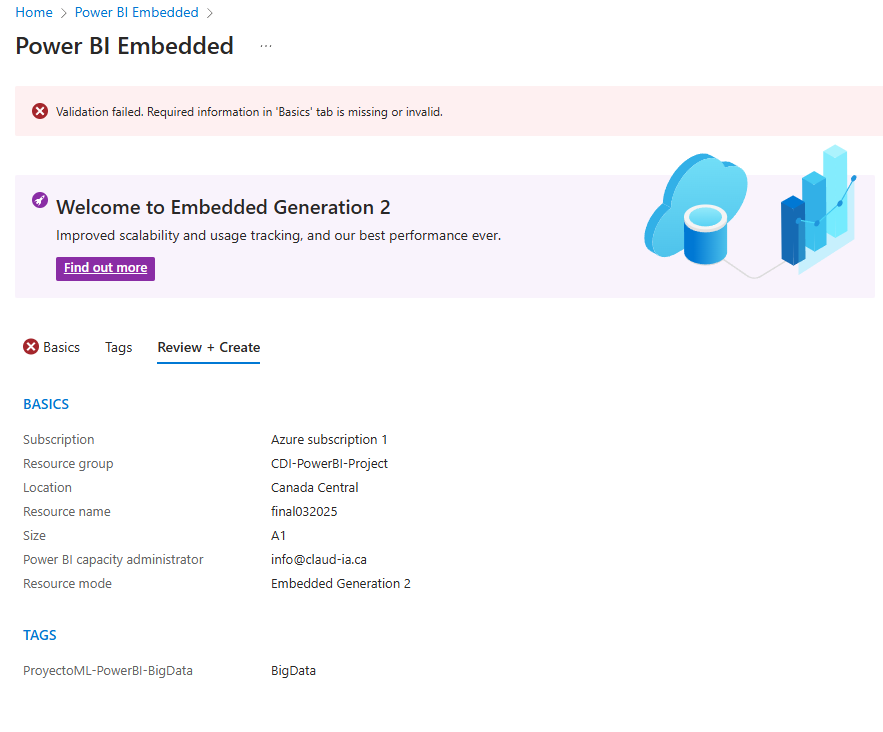 Home > Power BI Embedded >
Power BI Embedded ...
Validation failed. Required information in 'Basics' tab is missing or invalid.
Welcome to Embedded Generation 2
Improved scalability and usage tracking, and our best performance ever.
Find out more
Basics Tags Review + Create
BASICS
Subscription Azure subscription 1
Resource group CDI-PowerBI-Project
Location Canada Central
Resource name final032025
Size A1
Power BI capacity administrator info@claud-ia.ca
Resource mode Embedded Generation 2
TAGS
ProyectoML-PowerBI-BigData BigData